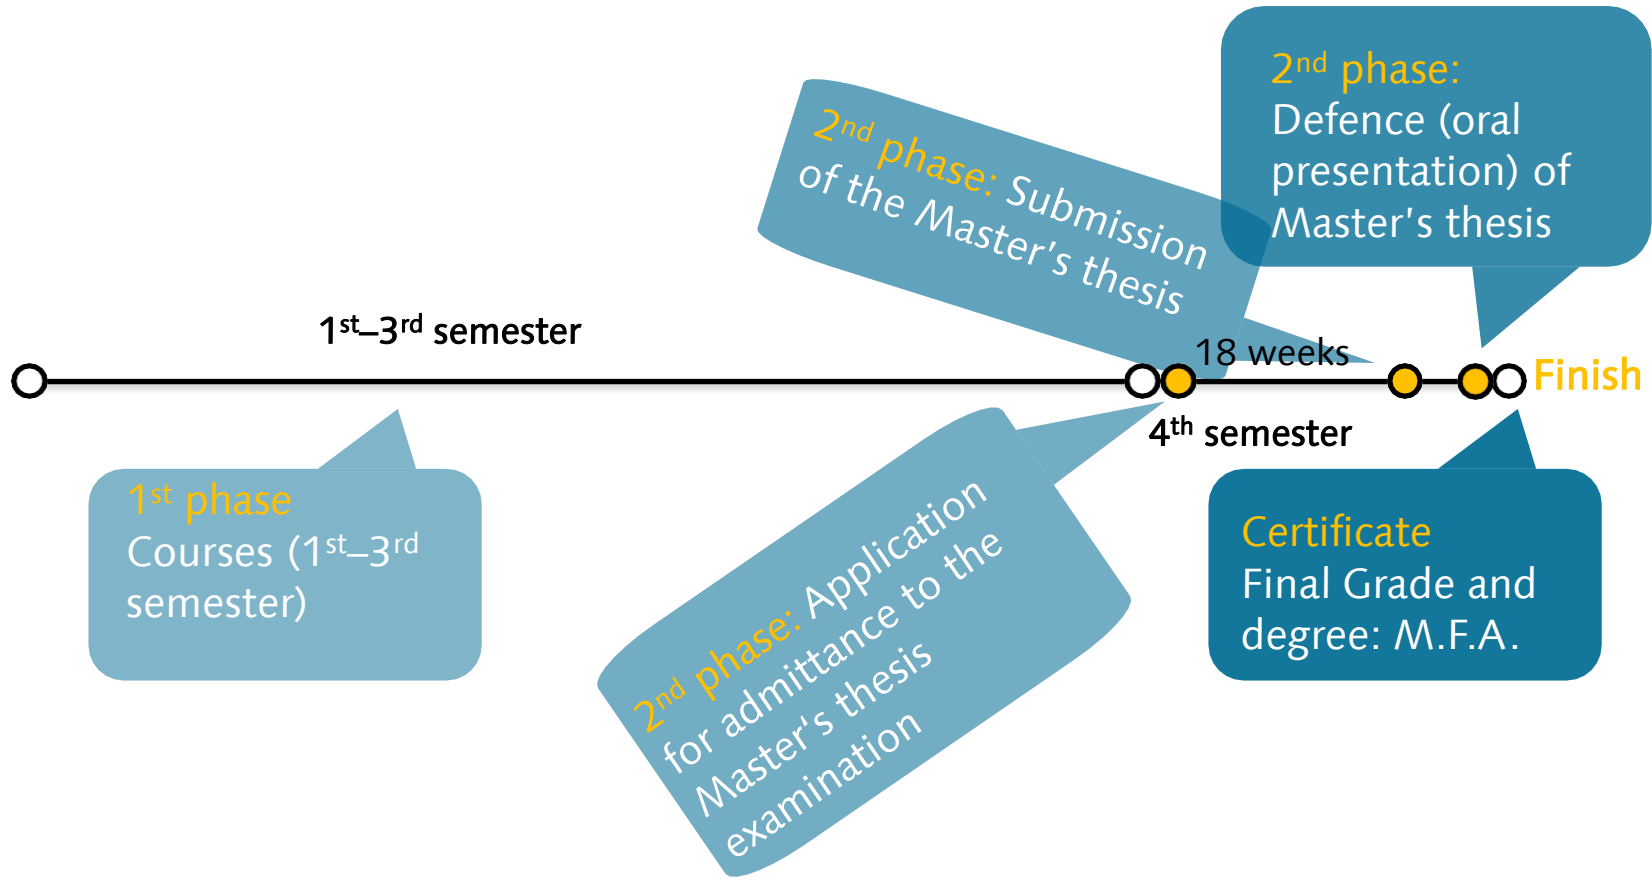 2nd phase:
Defence (oral
presentation) of
Master's thesis
2nd phase: Submission
of the Master's thesis
1st–3rd semester
18 weeks
Finish
4th semester
1st phase
Courses (1st–3rd
semester)
2nd phase: Application
for admittance to the
Master's thesis
examination
Certificate
Final Grade and
degree: M.F.A.